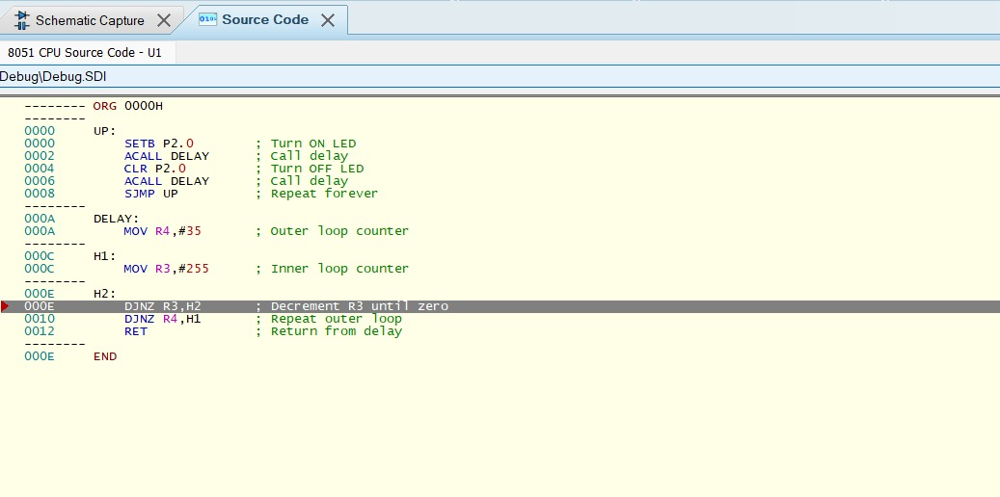 Schematic Capture Source Code
8051 CPU Source Code - U1
Debug\Debug.SDI
-------- ORG 0000H
--------
0000 UP:
0000 SETB P2.0 ; Turn ON LED
0002 ACALL DELAY ; Call delay
0004 CLR P2.0 ; Turn OFF LED
0006 ACALL DELAY ; Call delay
0008 SJMP UP ; Repeat forever
--------
000A DELAY:
000A MOV R4,#35 ; Outer loop counter
--------
000C H1:
000C MOV R3,#255 ; Inner loop counter
--------
000E H2:
000E DJNZ R3,H2 ; Decrement R3 until zero
0010 DJNZ R4,H1 ; Repeat outer loop
0012 RET ; Return from delay
--------
000E END